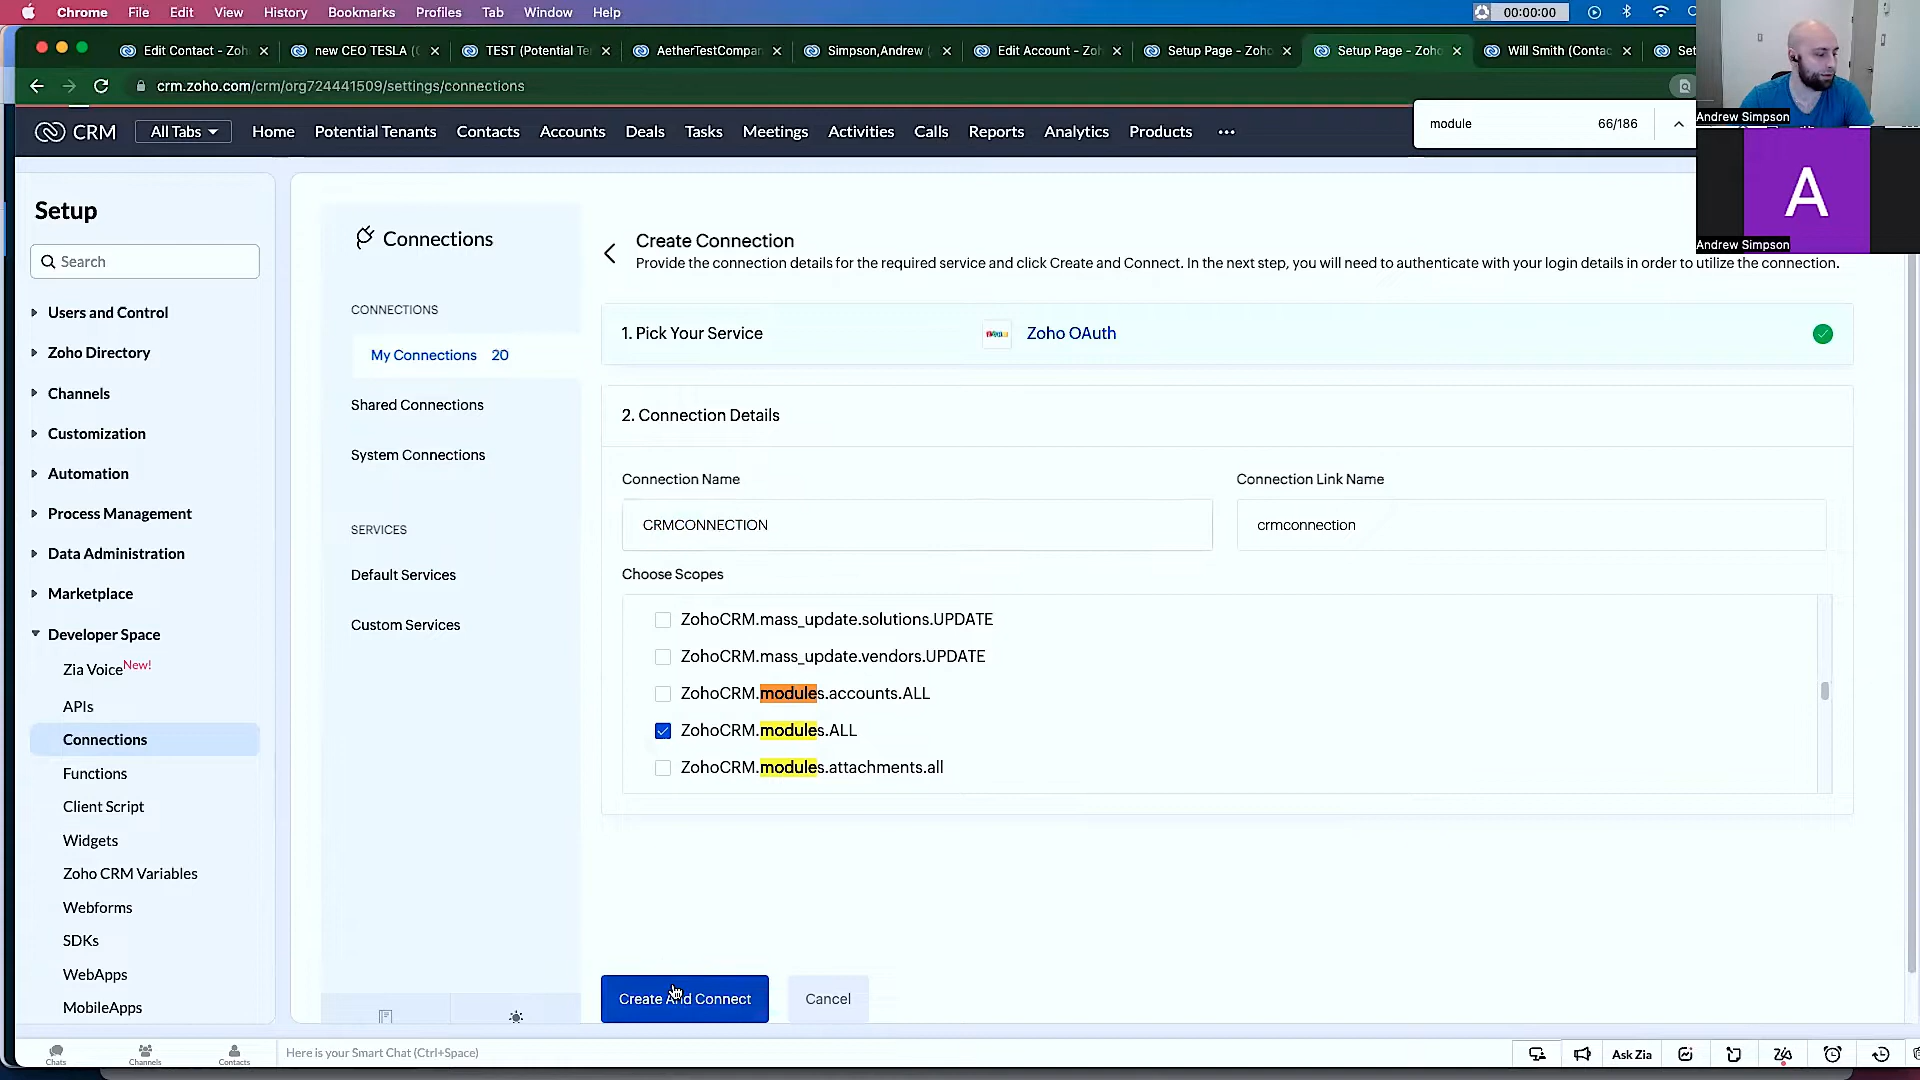 Chrome File Edit View History Bookmarks Profiles Tab Window Help 00:00:00
Edit Contact - Zoh new CEO TESLA ( TEST (Potential Te AetherTestCompan Simpson,Andrew ( Edit Account - Zoh Setup Page - Zoho Setup Page - Zoho Will Smith (Contac Set
crm.zoho.com/crm/org724441509/settings/connections
CRM All Tabs Home Potential Tenants Contacts Accounts Deals Tasks Meetings Activities Calls Reports Analytics Products ...
module 66/186
Andrew Simpson
A
Andrew Simpson
Setup
Search
Users and Control
Zoho Directory
Channels
Customization
Automation
Process Management
Data Administration
Marketplace
Developer Space
Zia Voice New!
APIs
Connections
Functions
Client Script
Widgets
Zoho CRM Variables
Webforms
SDKs
WebApps
MobileApps
Connections
CONNECTIONS
My Connections 20
Shared Connections
System Connections
SERVICES
Default Services
Custom Services
Create Connection
Provide the connection details for the required service and click Create and Connect. In the next step, you will need to authenticate with your login details in order to utilize the connection.
1. Pick Your Service Zoho OAuth
2. Connection Details
Connection Name Connection Link Name
CRMCONNECTION crmconnection
Choose Scopes
ZohoCRM.mass_update.solutions.UPDATE
ZohoCRM.mass_update.vendors.UPDATE
ZohoCRM.modules.accounts.ALL
ZohoCRM.modules.ALL
ZohoCRM.modules.attachments.all
Create And Connect Cancel
Chats Channels Contacts Here is your Smart Chat (Ctrl+Space) Ask Zia